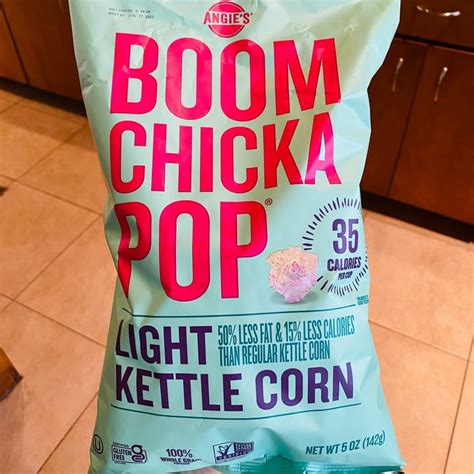 ANGIE'S®
BOOM
CHICKA
POP®
35
CALORIES
PER CUP
LIGHT
50% LESS FAT & 15% LESS CALORIES
THAN REGULAR KETTLE CORN
KETTLE CORN
GLUTEN
FREE
100%
WHOLE GRAIN
NET WT 5 OZ (142g)